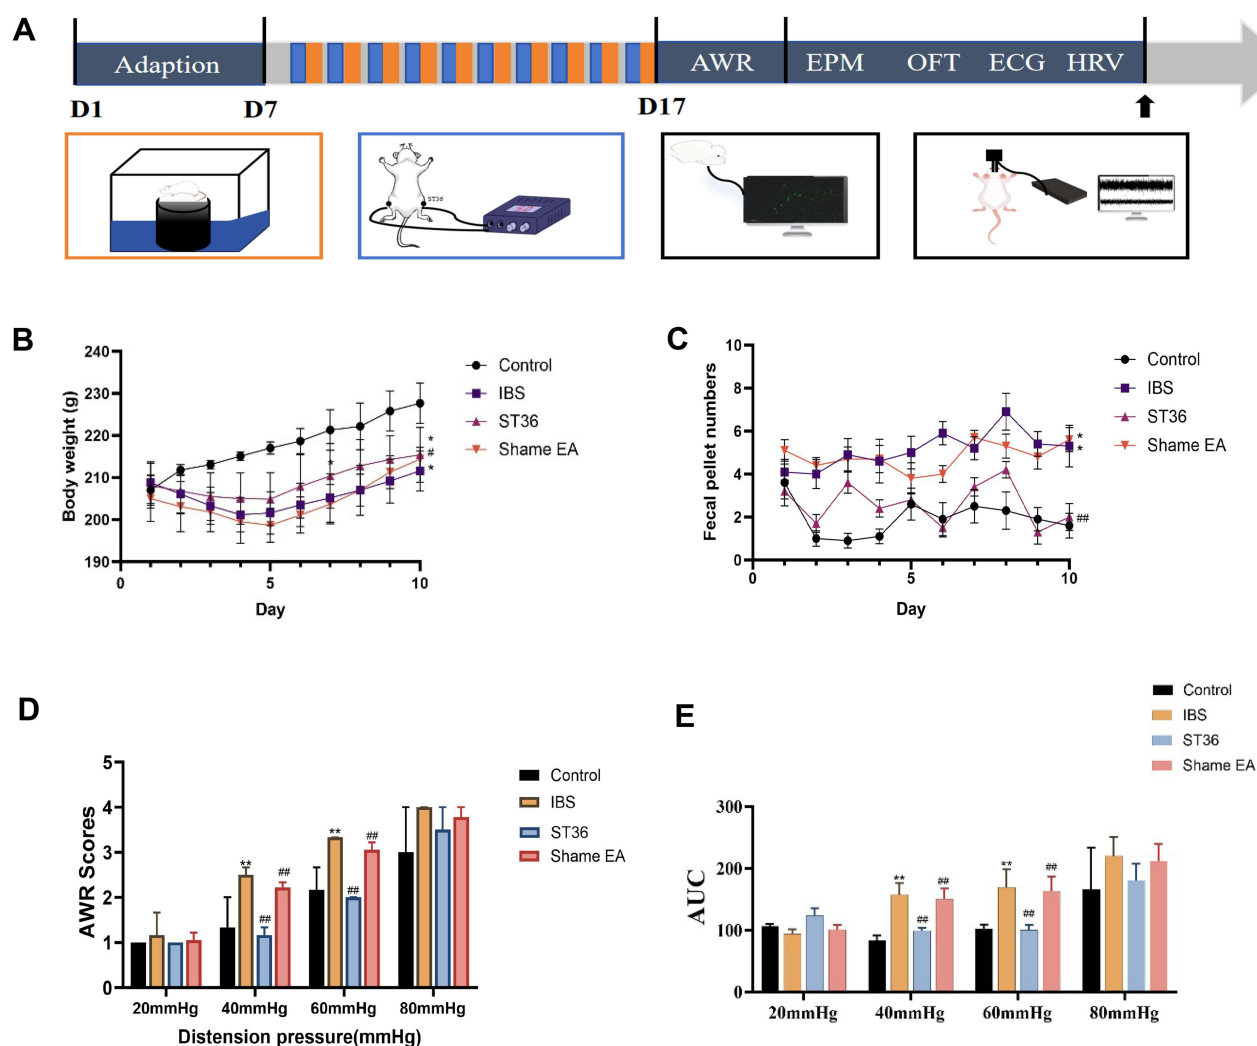 A
Adaption AWR EPM OFT ECG HRV
D1 D7 D17
ST36
B
240
230
220
210
200
190
0 5 10
Body weight (g)
Day
Control
IBS
ST36
Shame EA
*
*
#
*
C
10
8
6
4
2
0
0 5 10
Fecal pellet numbers
Day
Control
IBS
ST36
Shame EA
*
*
##
D
5
4
3
2
1
0
AWR Scores
** ## ##
** ## ##
20mmHg 40mmHg 60mmHg 80mmHg
Distension pressure(mmHg)
Control
IBS
ST36
Shame EA
E
Control
IBS
ST36
Shame EA
300
200
100
0
AUC
** ## ##
** ## ##
20mmHg 40mmHg 60mmHg 80mmHg